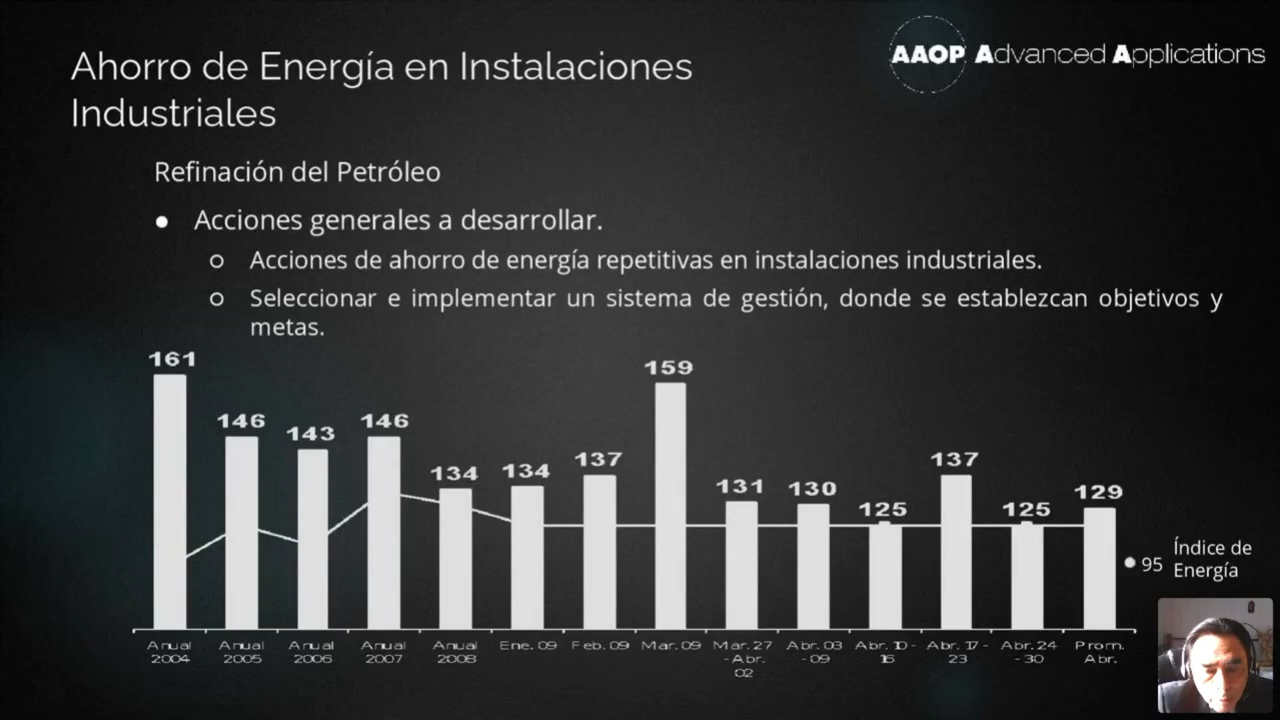 AAOP Advanced Applications
Ahorro de Energía en Instalaciones
Industriales
Refinación del Petróleo
● Acciones generales a desarrollar.
○ Acciones de ahorro de energía repetitivas en instalaciones industriales.
○ Seleccionar e implementar un sistema de gestión, donde se establezcan objetivos y
metas.
161 146 143 146 134 134 137 159 131 130 125 137 125 129
95 Índice de
Energía
Anual
2004
Anual
2005
Anual
2006
Anual
2007
Anual
2008
Ene. 09
Feb. 09
Mar. 09
Mar. 27
- Abr.
02
Abr. 03
- 09
Abr. 10 -
16
Abr. 17 -
23
Abr. 24
- 30
Prom.
Abr.